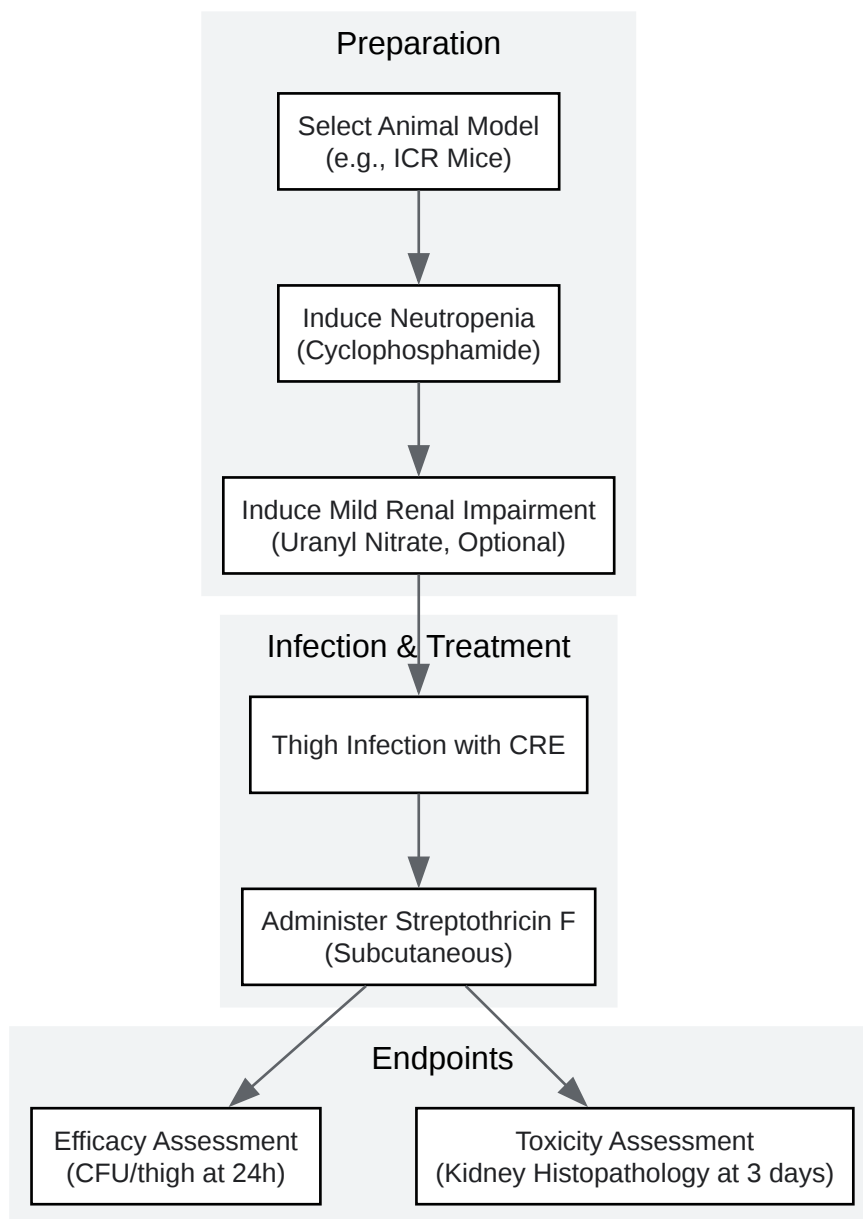 Preparation
Select Animal Model
(e.g., ICR Mice)
Induce Neutropenia
(Cyclophosphamide)
Induce Mild Renal Impairment
(Uranyl Nitrate, Optional)
Infection & Treatment
Thigh Infection with CRE
Administer Streptothricin F
(Subcutaneous)
Endpoints
Efficacy Assessment
(CFU/thigh at 24h)
Toxicity Assessment
(Kidney Histopathology at 3 days)